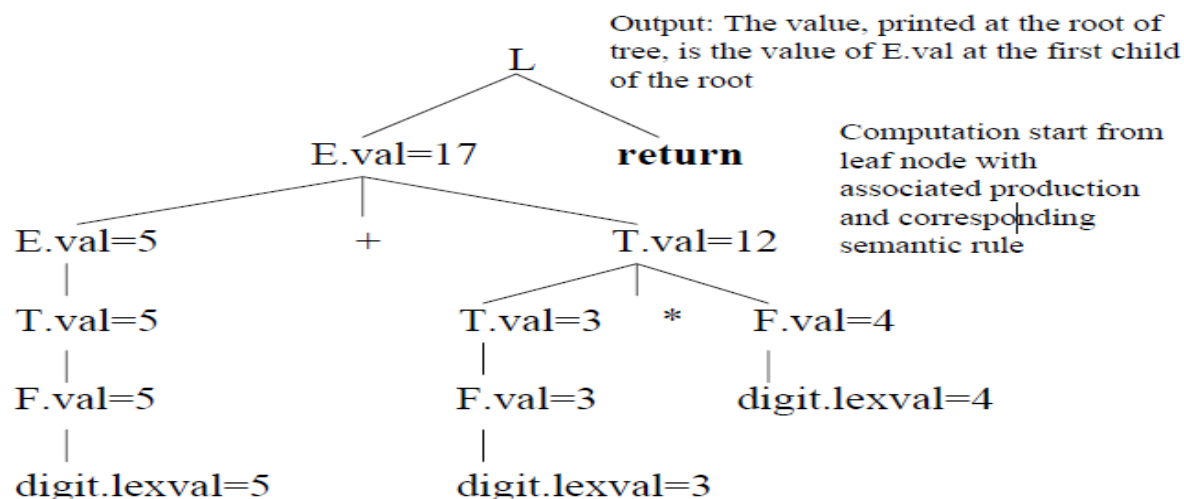 Output: The value, printed at the root of
tree, is the value of E.val at the first child
of the root
L
Computation start from
leaf node with
associated production
and corresponding
semantic rule
E.val=17 return
E.val=5 + T.val=12
T.val=5 T.val=3 * F.val=4
F.val=5 F.val=3 digit.lexval=4
digit.lexval=5 digit.lexval=3